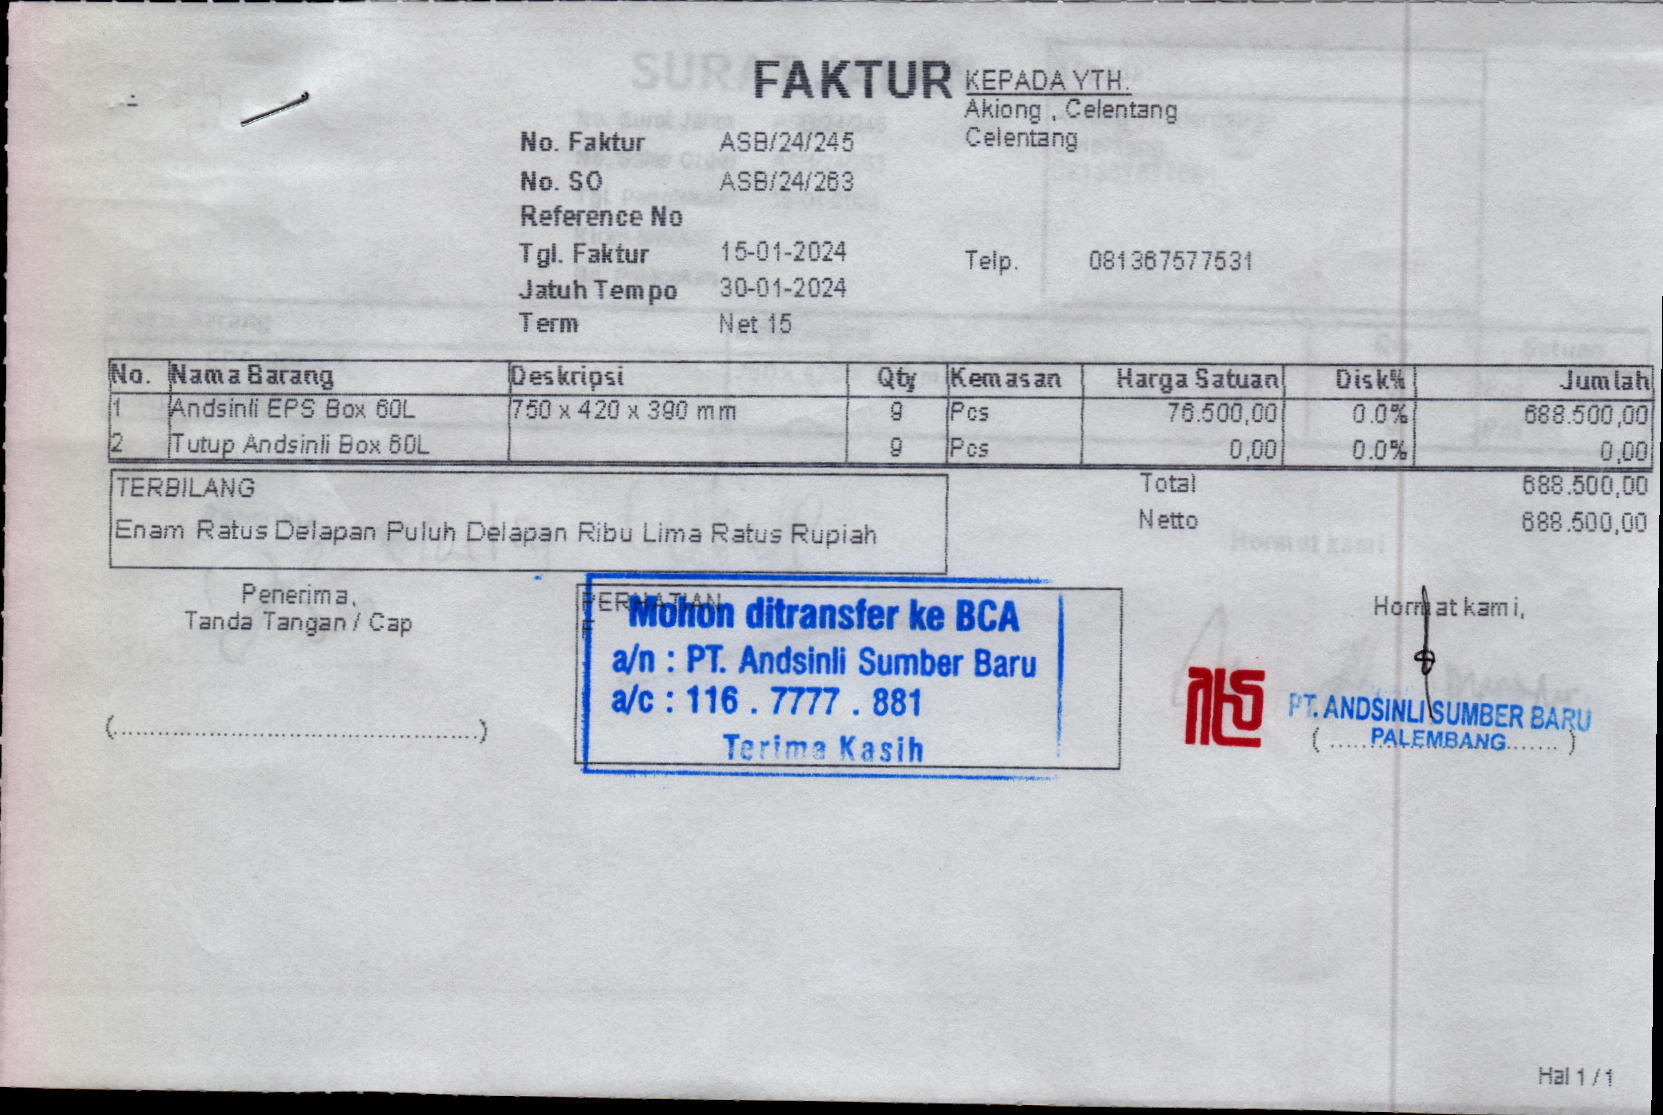 FAKTUR
KEPADA YTH.
Akiong , Celentang
Celentang
No. Faktur ASB/24/245
No. SO ASB/24/263
Reference No
Tgl. Faktur 15-01-2024
Telp. 081367577531
Jatuh Tempo 30-01-2024
Term Net 15
No. Nama Barang Deskripsi Qty Kemasan Harga Satuan Disk% Jumlah
1 Andsinli EPS Box 60L 750 x 420 x 390 mm 9 Pcs 76.500,00 0.0% 688.500,00
2 Tutup Andsinli Box 60L 9 Pcs 0,00 0.0% 0,00
TERBILANG
Enam Ratus Delapan Puluh Delapan Ribu Lima Ratus Rupiah
Total 688.500,00
Netto 688.500,00
Penerima,
Tanda Tangan / Cap
(...............................................)
PERHATIAN
Mohon ditransfer ke BCA
a/n : PT. Andsinli Sumber Baru
a/c : 116 . 7777 . 881
Terima Kasih
Hormat kami,
PT. ANDSINLI SUMBER BARU
PALEMBANG
Hal 1 / 1